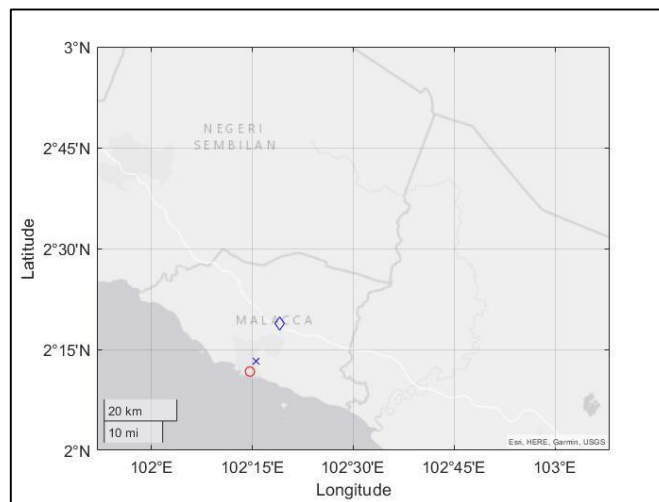 3°N
NEGERI
SEMBILAN
2°45'N
2°30'N
Latitude
MALACCA
2°15'N
20 km
10 mi
Esri, HERE, Garmin, USGS
2°N
102°E
102°15'E
102°30'E
102°45'E
103°E
Longitude